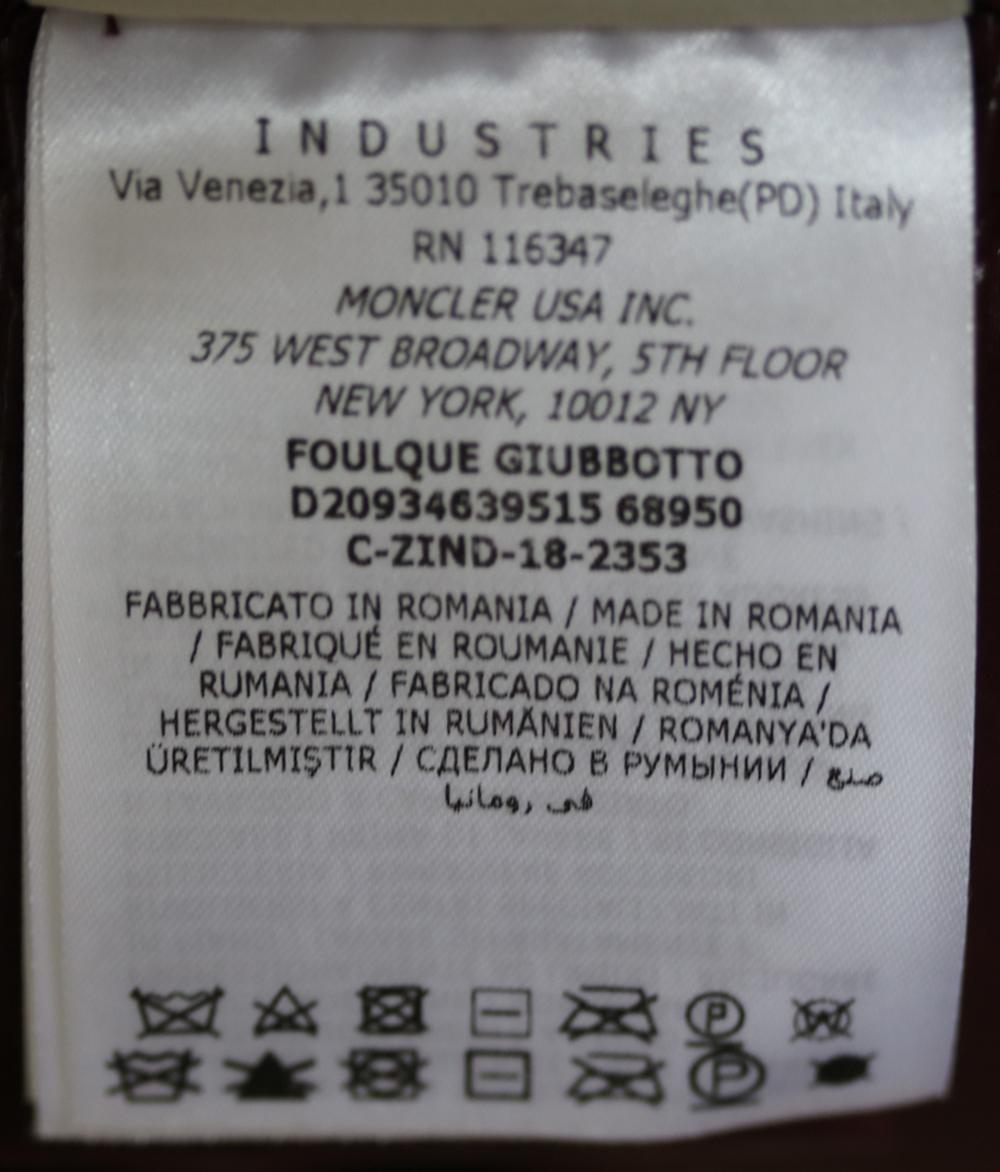 INDUSTRIES
Via Venezia,1 35010 Trebaseleghe(PD) Italy
RN 116347
MONCLER USA INC.
375 WEST BROADWAY, 5TH FLOOR
NEW YORK, 10012 NY
FOULQUE GIUBBOTTO
D20934639515 68950
C-ZIND-18-2353
FABBRICATO IN ROMANIA / MADE IN ROMANIA
/ FABRIQUÉ EN ROUMANIE / HECHO EN
RUMANIA / FABRICADO NA ROMÉNIA /
HERGESTELLT IN RUMÄNIEN / ROMANYA'DA
ÜRETILMIŞTIR / СДЕЛАНО В РУМЫНИИ / صنع
في رومانيا
P W
P